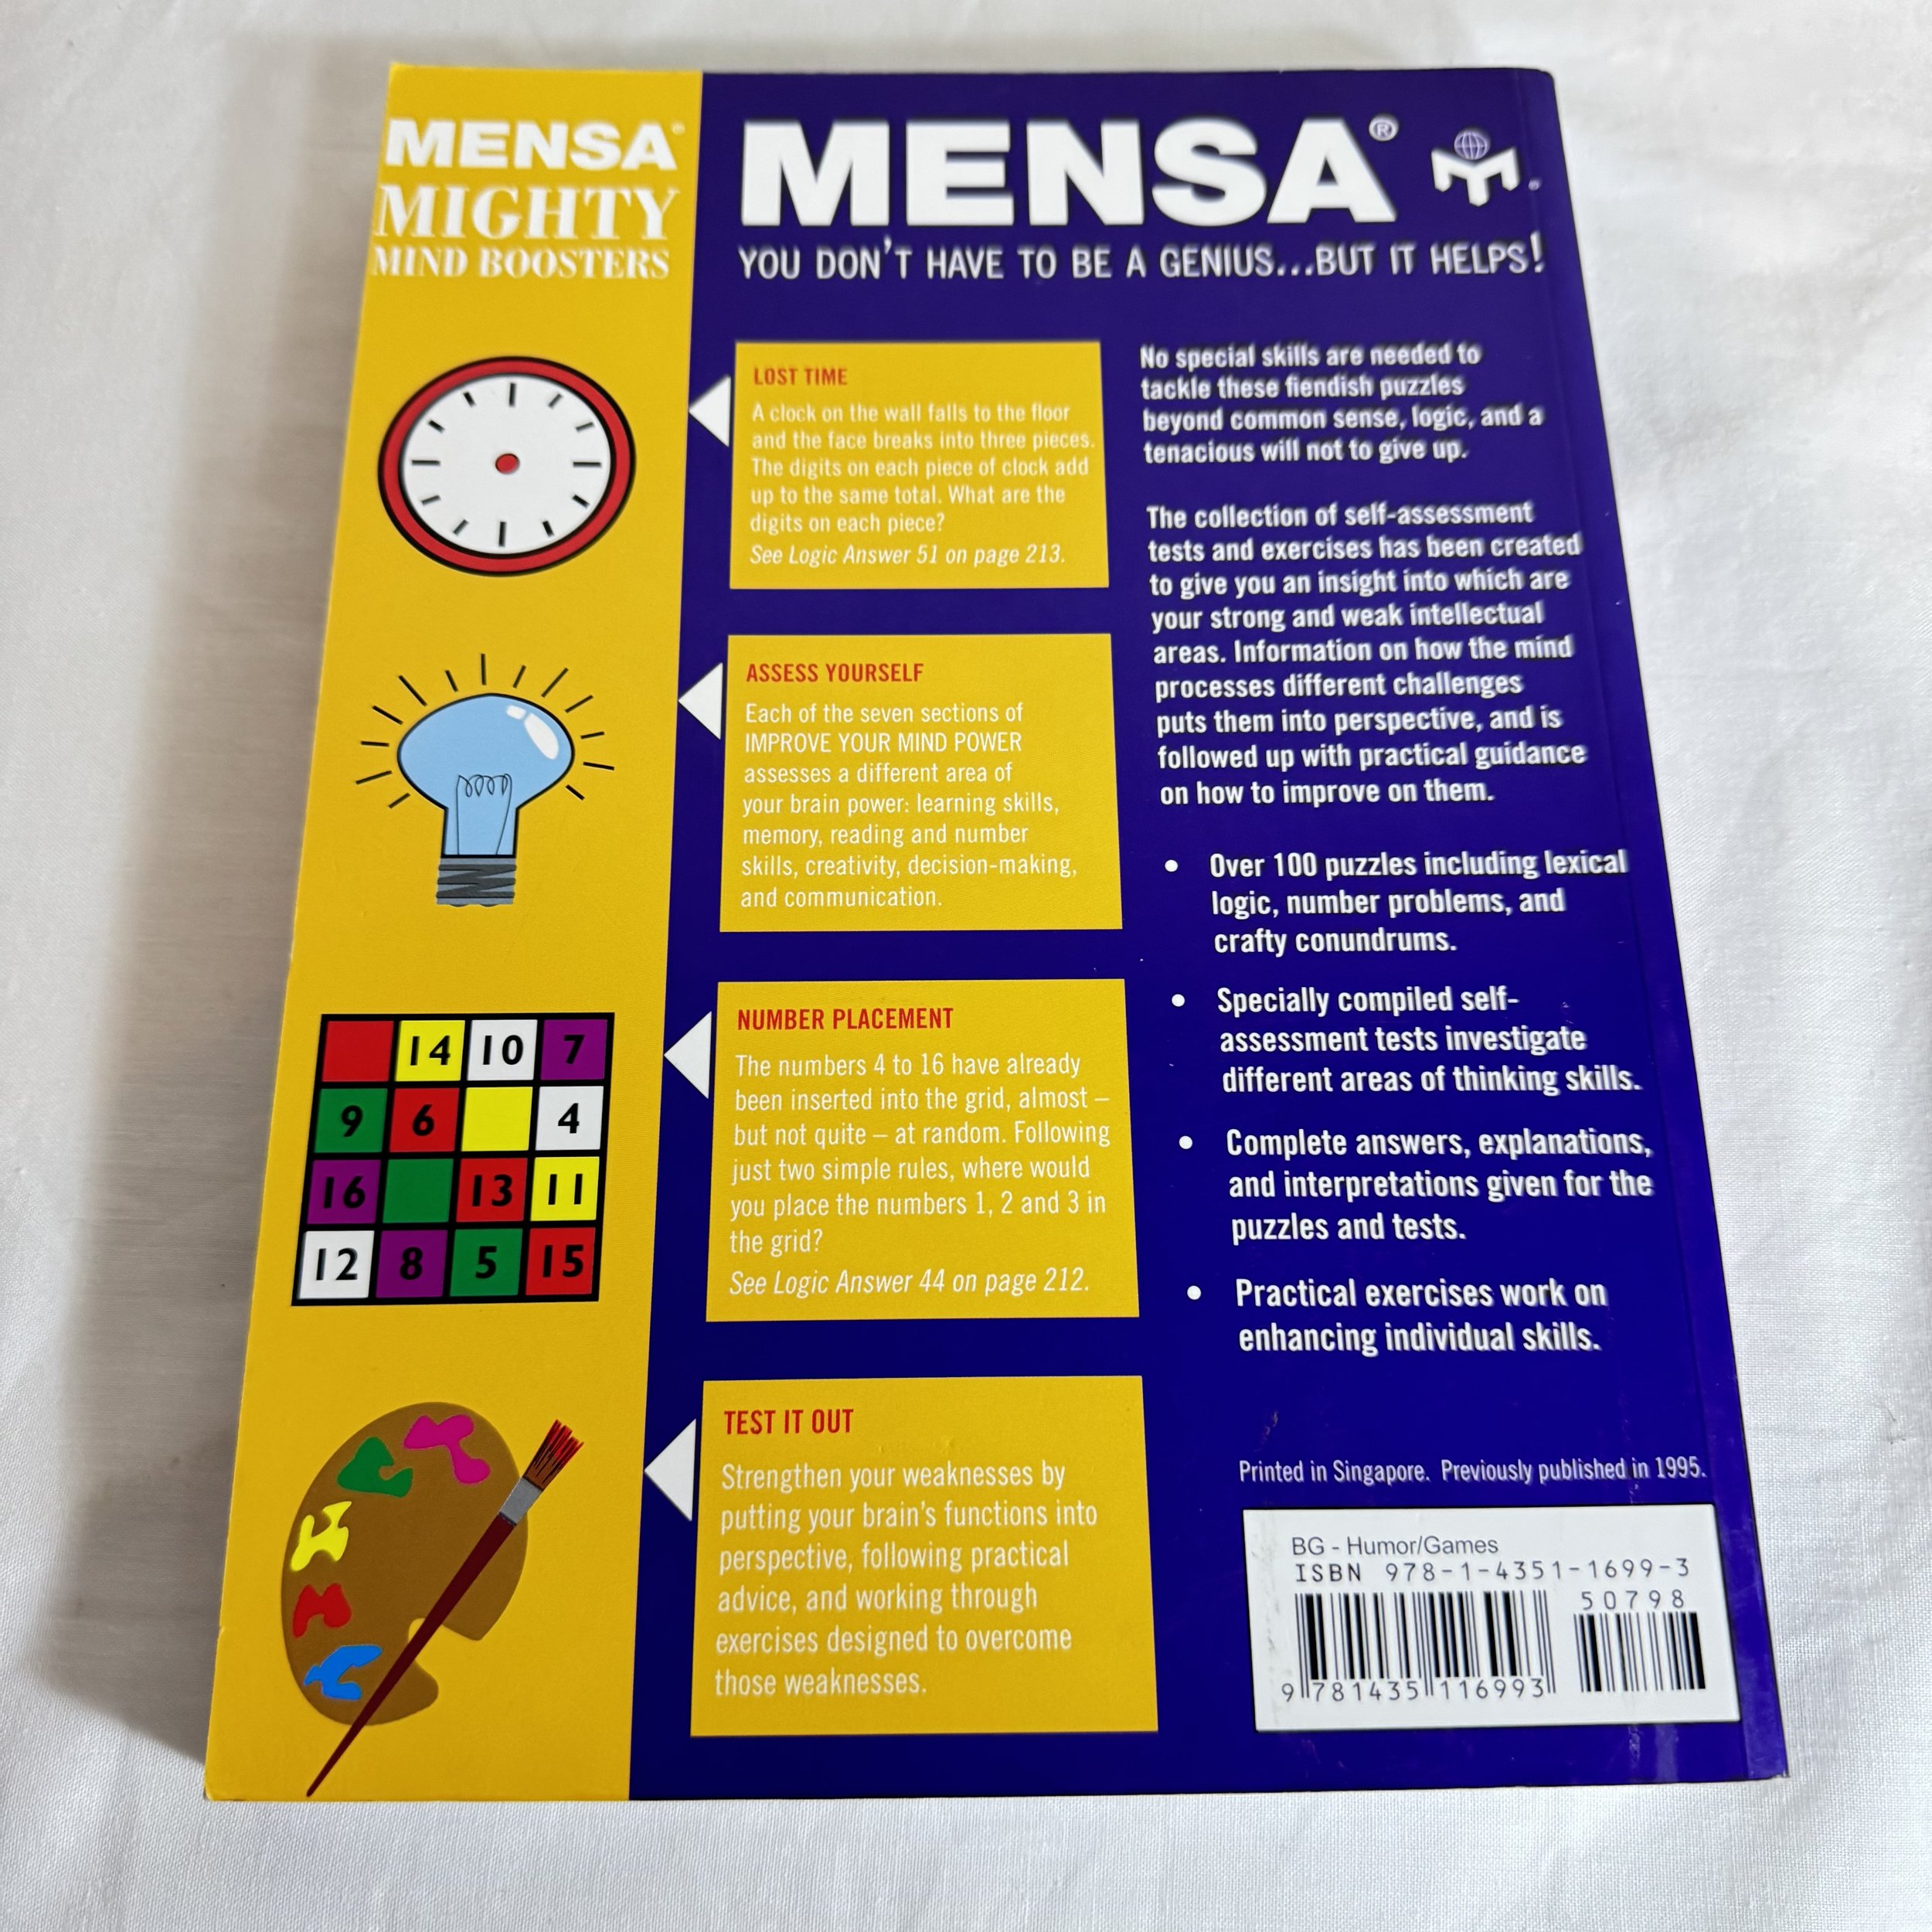 MENSA®
MIGHTY
MIND BOOSTERS
MENSA®
YOU DON'T HAVE TO BE A GENIUS...BUT IT HELPS!
LOST TIME
A clock on the wall falls to the floor
and the face breaks into three pieces.
The digits on each piece of clock add
up to the same total. What are the
digits on each piece?
See Logic Answer 51 on page 213.
ASSESS YOURSELF
Each of the seven sections of
IMPROVE YOUR MIND POWER
assesses a different area of
your brain power: learning skills,
memory, reading and number
skills, creativity, decision-making,
and communication.
14 10 7
9 6 4
16 13 11
12 8 5 15
NUMBER PLACEMENT
The numbers 4 to 16 have already
been inserted into the grid, almost –
but not quite – at random. Following
just two simple rules, where would
you place the numbers 1, 2 and 3 in
the grid?
See Logic Answer 44 on page 212.
TEST IT OUT
Strengthen your weaknesses by
putting your brain's functions into
perspective, following practical
advice, and working through
exercises designed to overcome
those weaknesses.
No special skills are needed to
tackle these fiendish puzzles
beyond common sense, logic, and a
tenacious will not to give up.
The collection of self-assessment
tests and exercises has been created
to give you an insight into which are
your strong and weak intellectual
areas. Information on how the mind
processes different challenges
puts them into perspective, and is
followed up with practical guidance
on how to improve on them.
• Over 100 puzzles including lexical
logic, number problems, and
crafty conundrums.
• Specially compiled self-
assessment tests investigate
different areas of thinking skills.
• Complete answers, explanations,
and interpretations given for the
puzzles and tests.
• Practical exercises work on
enhancing individual skills.
Printed in Singapore. Previously published in 1995.
BG - Humor/Games
ISBN 978-1-4351-1699-3
50798
9 781435 116993